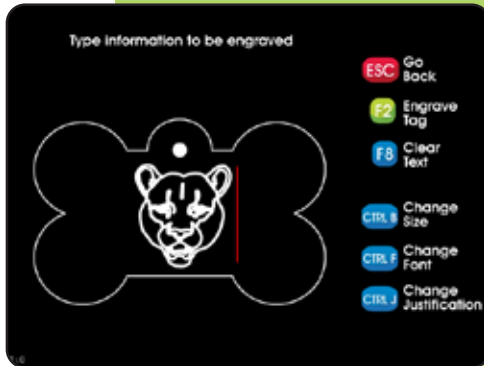 Type information to be engraved
ESC Go
Back
F2 Engrave
Tag
F8 Clear
Text
CTRL B Change
Size
CTRL F Change
Font
CTRL J Change
Justification